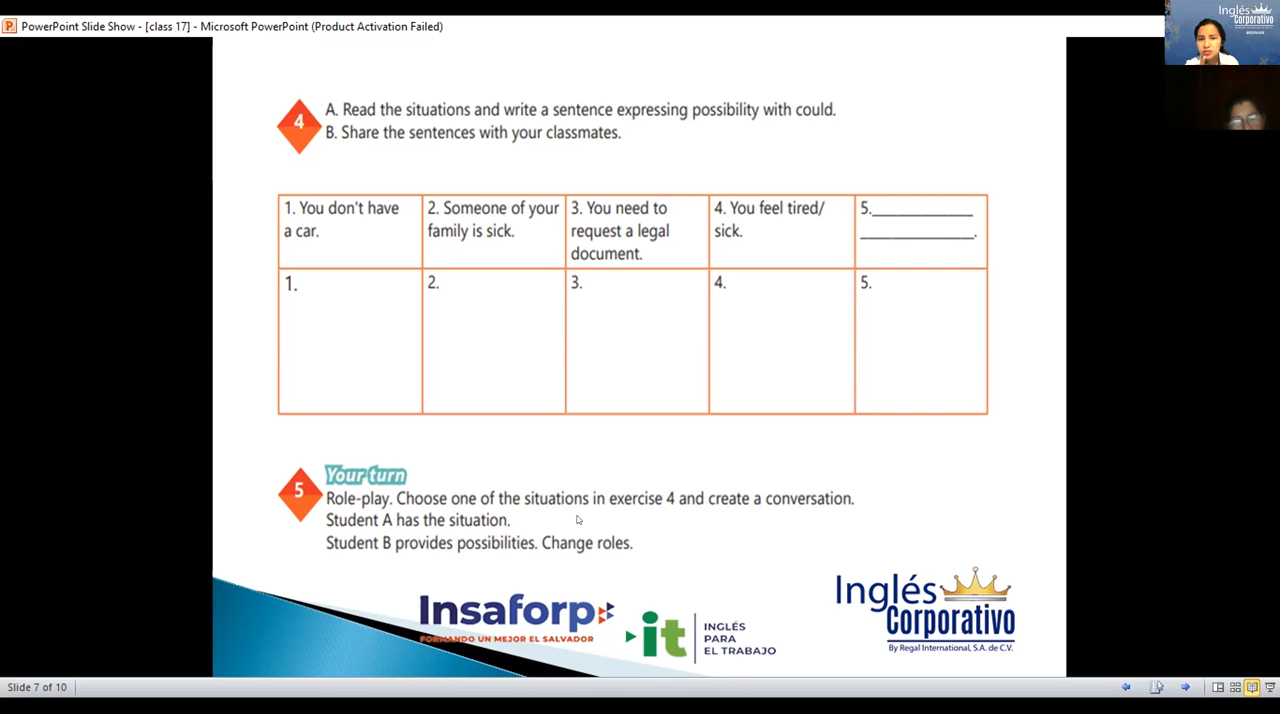 PowerPoint Slide Show - [class 17] - Microsoft PowerPoint (Product Activation Failed)
Inglés
Corporativo
BEGINNER
4
A. Read the situations and write a sentence expressing possibility with could.
B. Share the sentences with your classmates.
1. You don't have
a car.
2. Someone of your
family is sick.
3. You need to
request a legal
document.
4. You feel tired/
sick.
5.____________
______________.
1.
2.
3.
4.
5.
5
Your turn
Role-play. Choose one of the situations in exercise 4 and create a conversation.
Student A has the situation.
Student B provides possibilities. Change roles.
Insaforp
FORMANDO UN MEJOR EL SALVADOR
it
INGLÉS
PARA
EL TRABAJO
Inglés
Corporativo
By Regal International, S.A. de C.V.
Slide 7 of 10